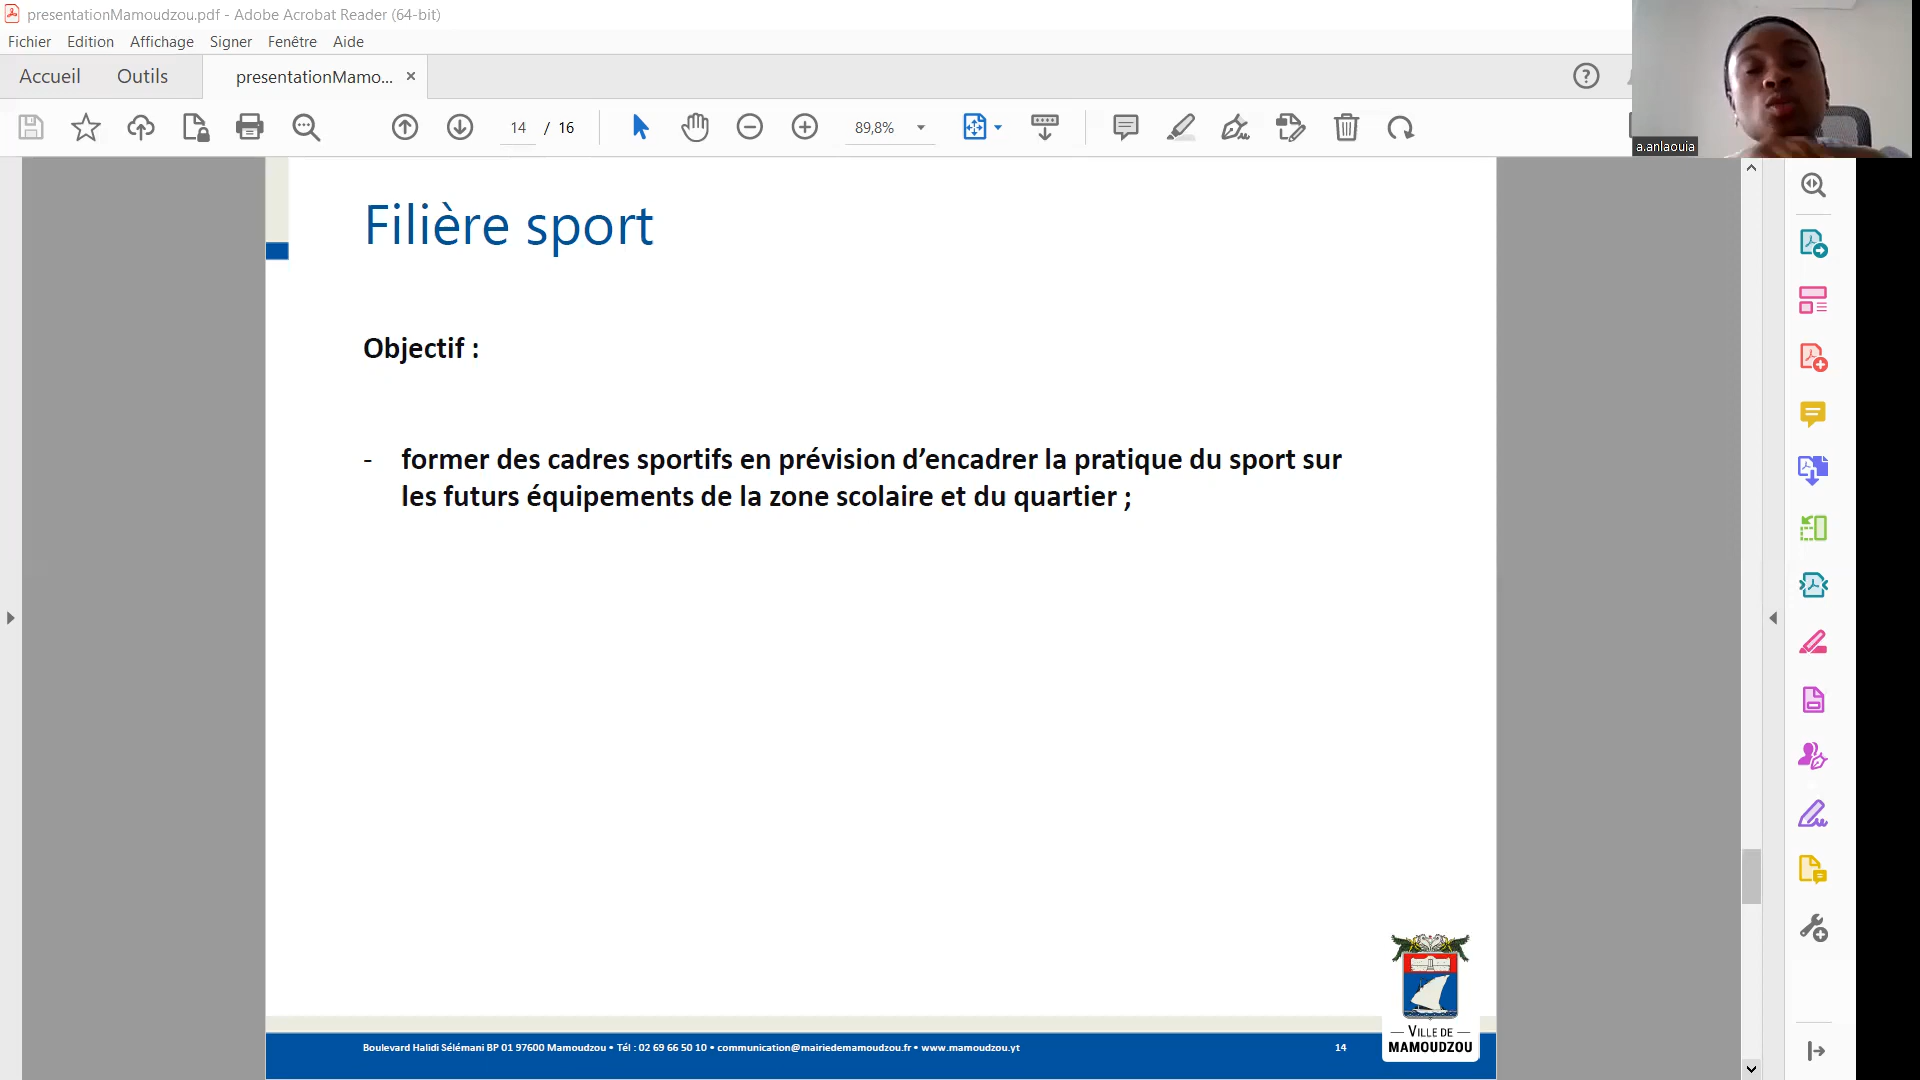 presentationMamoudzou.pdf - Adobe Acrobat Reader (64-bit)
Fichier Edition Affichage Signer Fenêtre Aide
Accueil Outils presentationMamo... ×
14 / 16 89,8%
a.anlaouia
Filière sport
Objectif :
- former des cadres sportifs en prévision d’encadrer la pratique du sport sur
les futurs équipements de la zone scolaire et du quartier ;
VILLE DE
MAMOUDZOU
Boulevard Halidi Sélémani BP 01 97600 Mamoudzou • Tél : 02 69 66 50 10 • communication@mairiedemamoudzou.fr • www.mamoudzou.yt
14